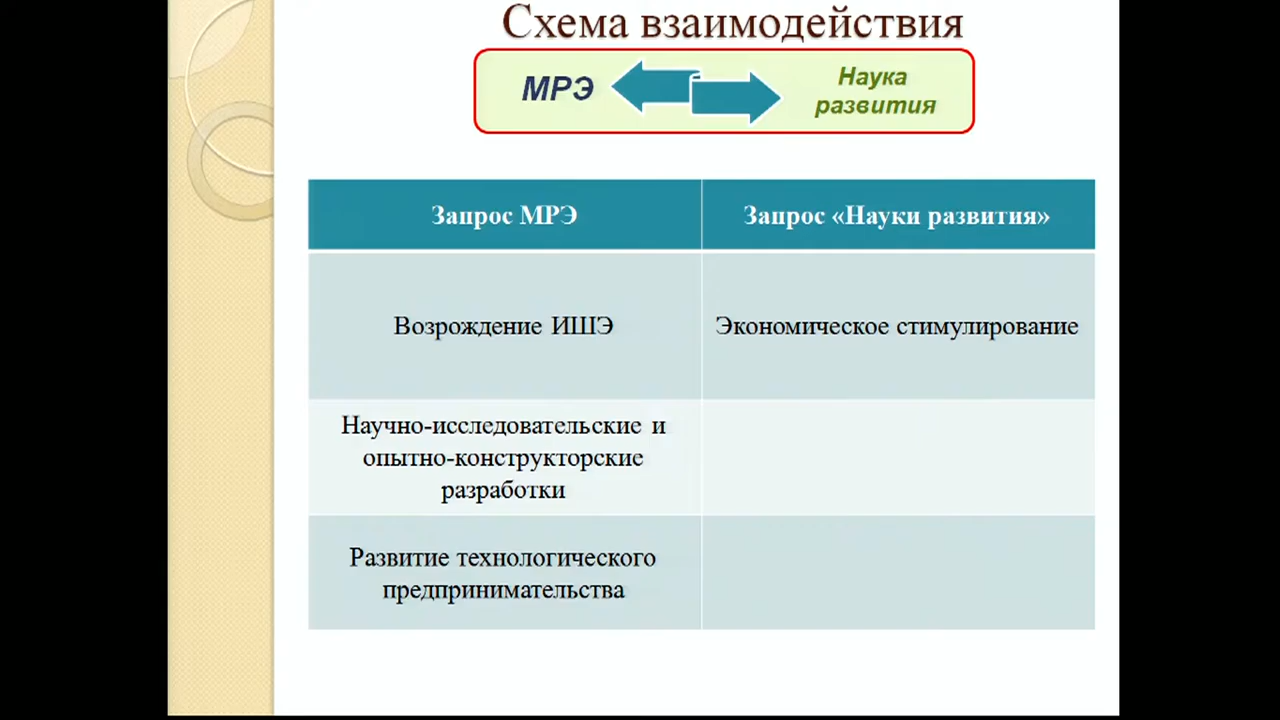 Схема взаимодействия
МРЭ
Наука
развития
Запрос МРЭ
Запрос «Науки развития»
Возрождение ИШЭ
Экономическое стимулирование
Научно-исследовательские и
опытно-конструкторские
разработки
Развитие технологического
предпринимательства